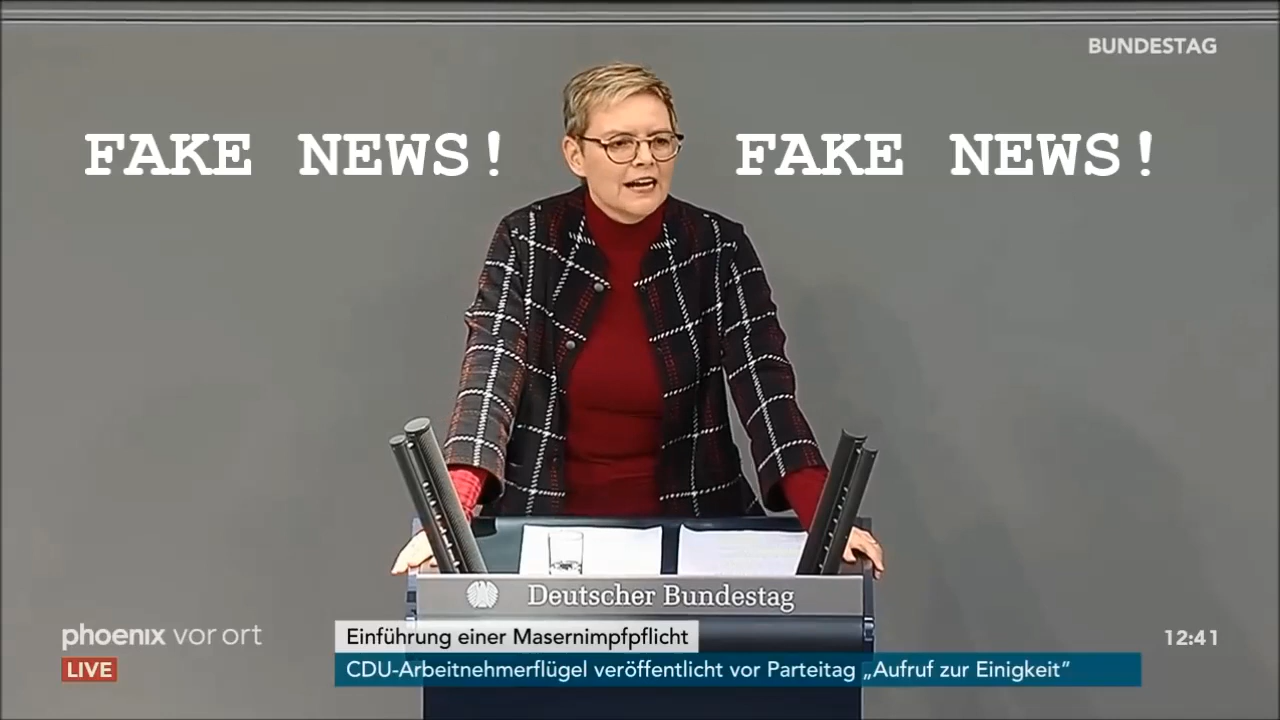 BUNDESTAG
FAKE NEWS! FAKE NEWS!
Deutscher Bundestag
phoenix vor ort
Einführung einer Masernimpfpflicht
12:41
LIVE
CDU-Arbeitnehmerflügel veröffentlicht vor Parteitag „Aufruf zur Einigkeit”